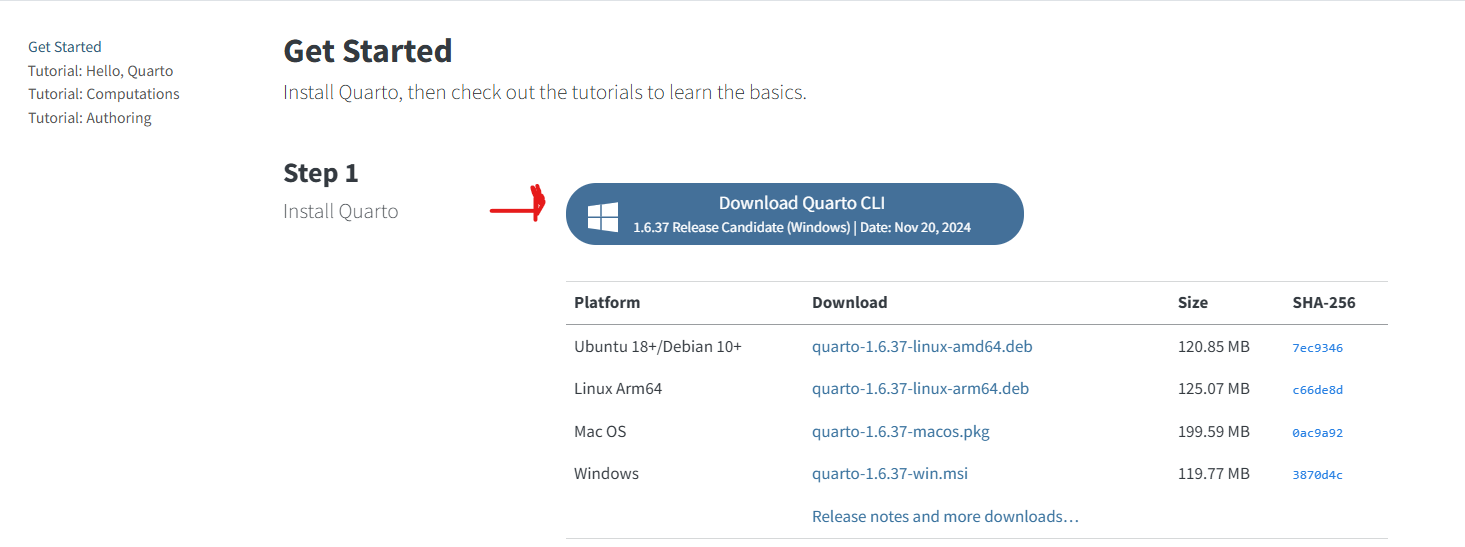 Get Started
Tutorial: Hello, Quarto
Tutorial: Computations
Tutorial: Authoring
Get Started
Install Quarto, then check out the tutorials to learn the basics.
Step 1
Install Quarto
Download Quarto CLI
1.6.37 Release Candidate (Windows) | Date: Nov 20, 2024
Platform Download Size SHA-256
Ubuntu 18+/Debian 10+ quarto-1.6.37-linux-amd64.deb 120.85 MB 7ec9346
Linux Arm64 quarto-1.6.37-linux-arm64.deb 125.07 MB c66de8d
Mac OS quarto-1.6.37-macos.pkg 199.59 MB 0ac9a92
Windows quarto-1.6.37-win.msi 119.77 MB 3870d4c
Release notes and more downloads…